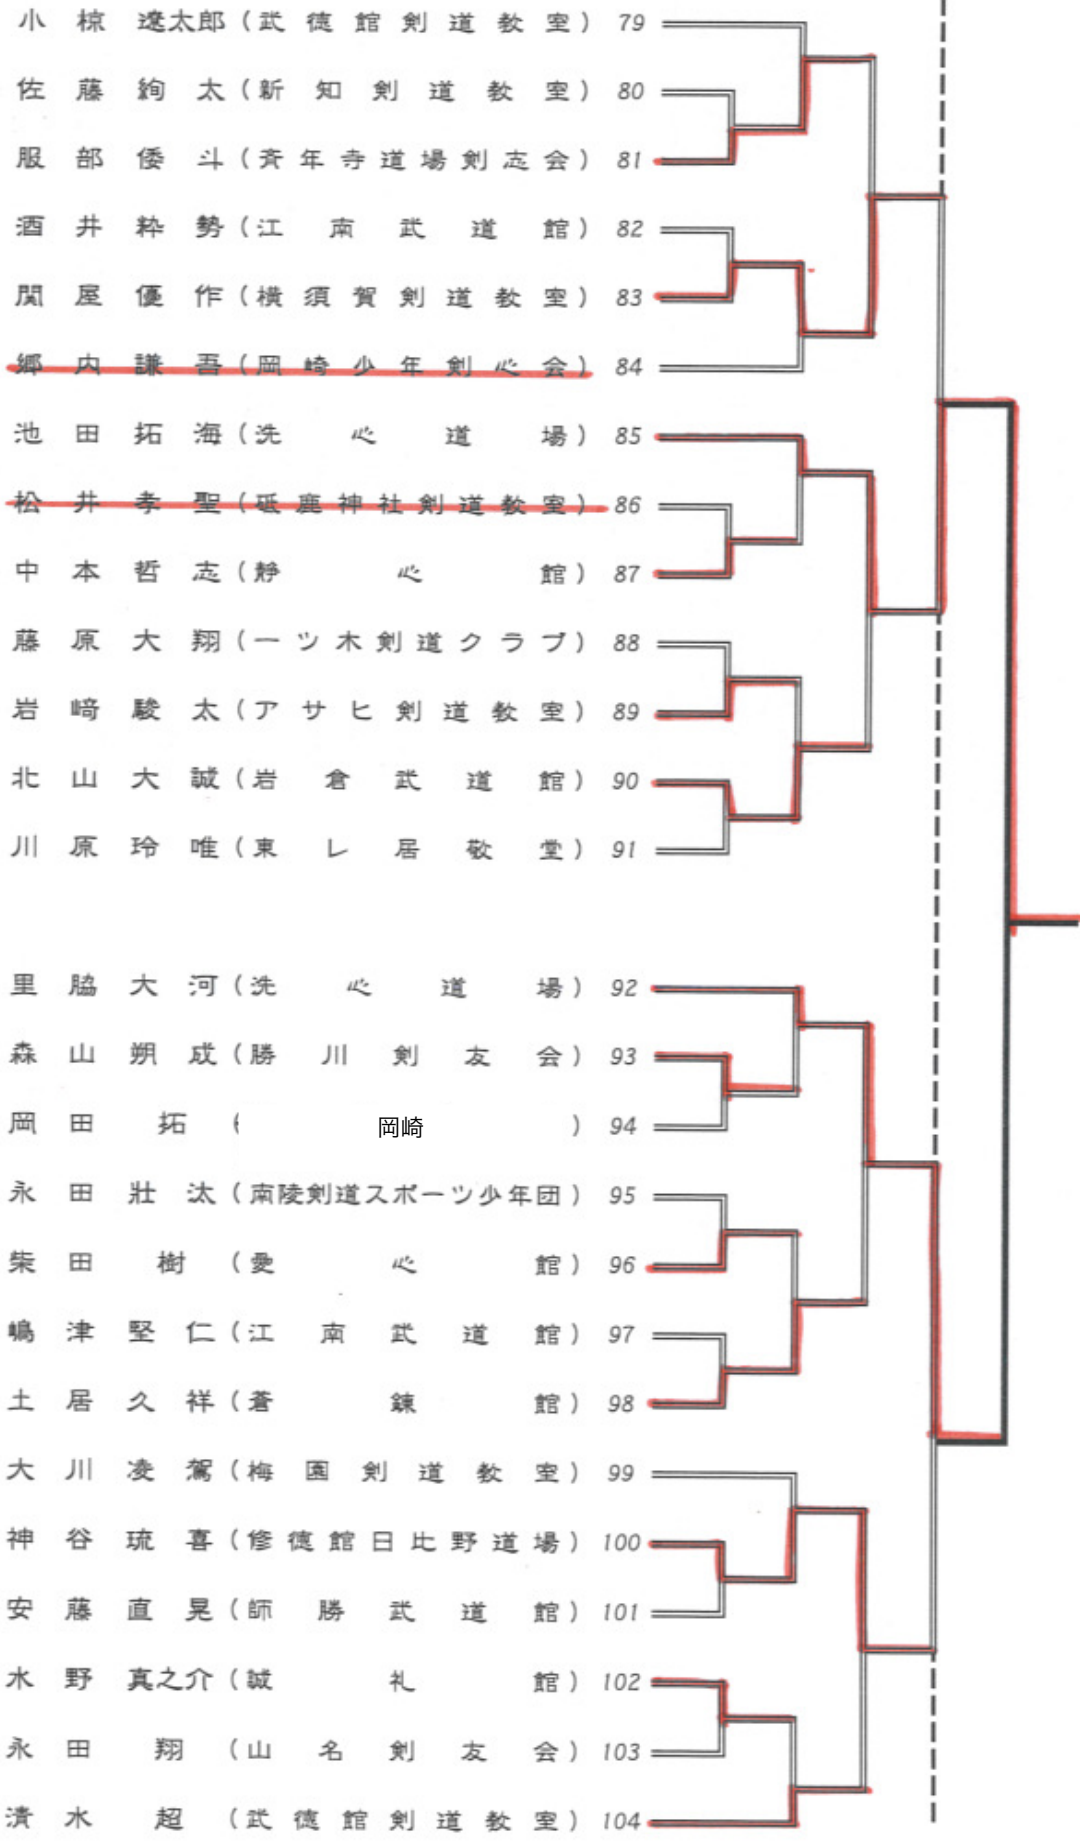 小椋遼太郎(武徳館剣道教室) 79
佐藤絢太(新知剣道教室) 80
服部倭斗(斉年寺道場剣志会) 81
酒井粋勢(江南武道館) 82
関屋優作(横須賀剣道教室) 83
郷内謙吾(岡崎少年剣心会) 84
池田拓海(洗心道場) 85
松井孝聖(砥鹿神社剣道教室) 86
中本哲志(静心館) 87
藤原大翔(一ツ木剣道クラブ) 88
岩﨑駿太(アサヒ剣道教室) 89
北山大誠(岩倉武道館) 90
川原玲唯(東レ居敬堂) 91
里脇大河(洗心道場) 92
森山朔成(勝川剣友会) 93
岡田拓(岡崎) 94
永田壮汰(南陵剣道スポーツ少年団) 95
柴田樹(愛心館) 96
嶋津堅仁(江南武道館) 97
土居久祥(蒼錬館) 98
大川凌駕(梅園剣道教室) 99
神谷琉喜(修徳館日比野道場) 100
安藤直晃(師勝武道館) 101
水野真之介(誠礼館) 102
永田翔(山名剣友会) 103
清水超(武徳館剣道教室) 104